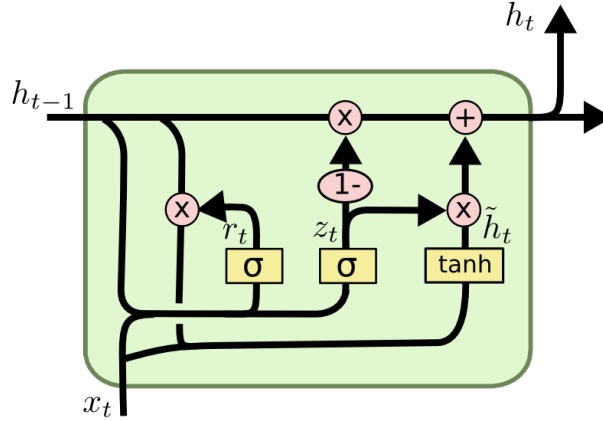 h_t
h_{t-1}
x
+
1-
x
r_t
z_t
x
h̃_t
σ
σ
tanh
x_t